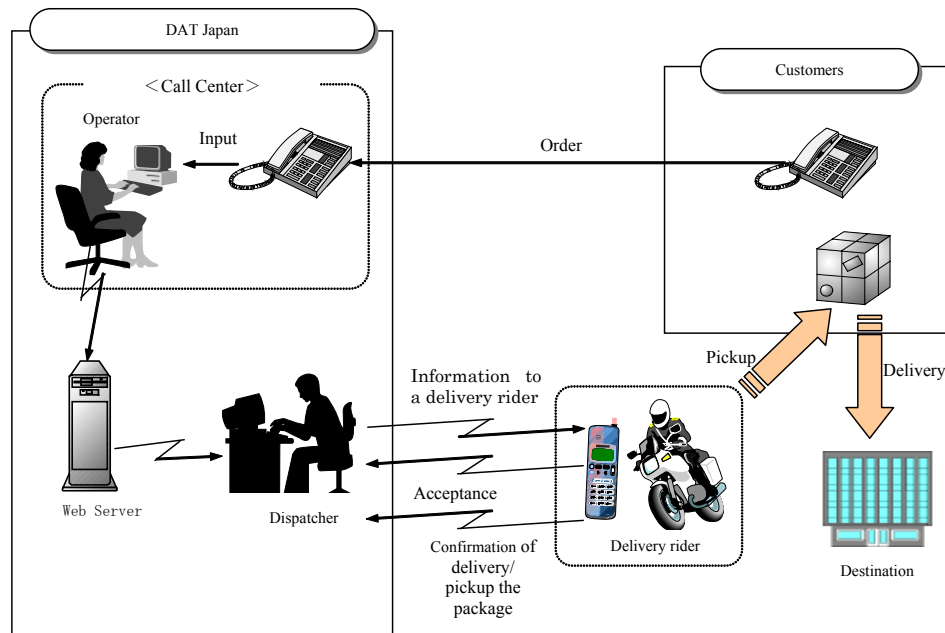 DAT Japan
Customers
＜Call Center＞
Operator
Input
Order
Pickup
Delivery
Information to
a delivery rider
Acceptance
Web Server
Dispatcher
Delivery rider
Confirmation of
delivery/
pickup the
package
Destination